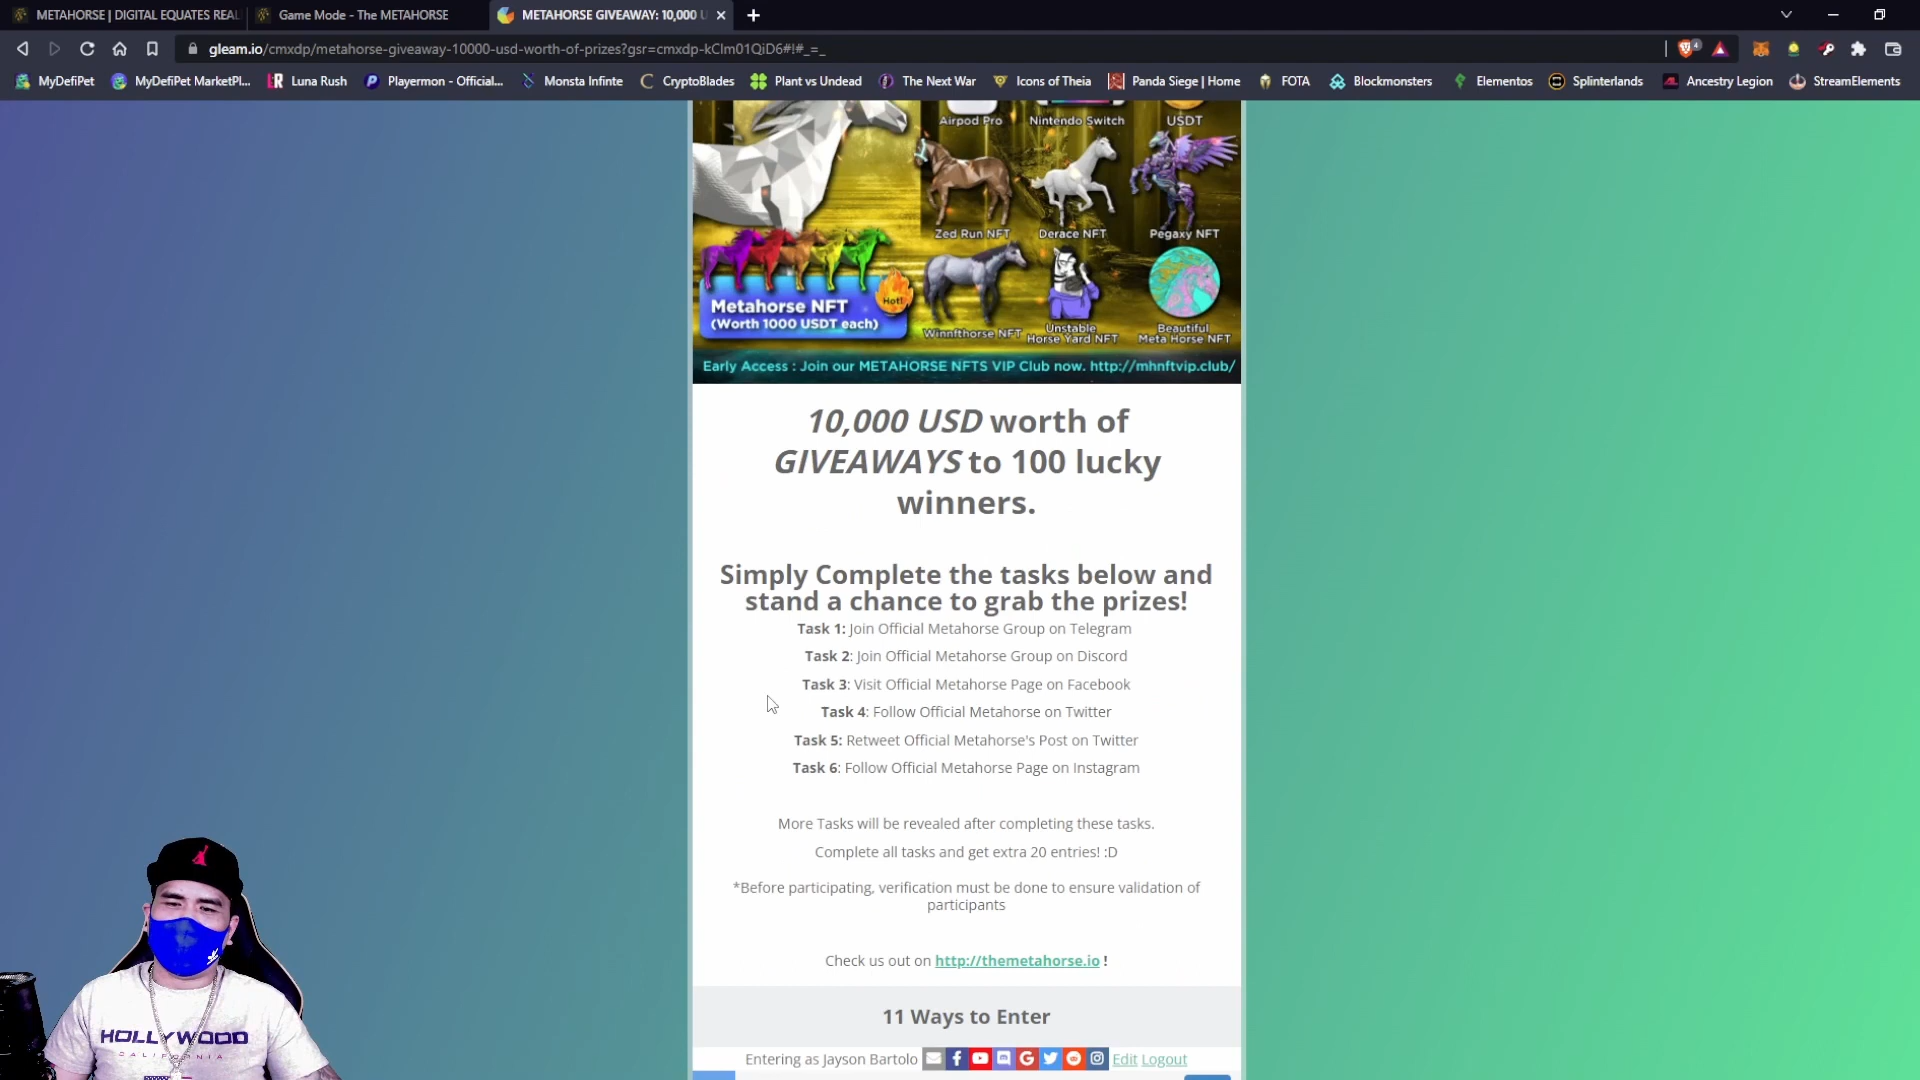 METAHORSE | DIGITAL EQUATES REAL
Game Mode - The METAHORSE
METAHORSE GIVEAWAY: 10,000 U
gleam.io/cmxdp/metahorse-giveaway-10000-usd-worth-of-prizes?gsr=cmxdp-kClm01QiD6#!#_=_
MyDefiPet
MyDefiPet MarketPl...
Luna Rush
Playermon - Official...
Monsta Infinte
CryptoBlades
Plant vs Undead
The Next War
Icons of Theia
Panda Siege | Home
FOTA
Blockmonsters
Elementos
Splinterlands
Ancestry Legion
StreamElements
Airpod Pro
Nintendo Switch
USDT
Zed Run NFT
Derace NFT
Pegaxy NFT
Hot!
Metahorse NFT
(Worth 1000 USDT each)
Winnfthorse NFT
Unstable
Horse Yard NFT
Beautiful
Meta Horse NFT
Early Access : Join our METAHORSE NFTS VIP Club now. http://mhnftvip.club/
10,000 USD worth of
GIVEAWAYS to 100 lucky
winners.
Simply Complete the tasks below and
stand a chance to grab the prizes!
Task 1: Join Official Metahorse Group on Telegram
Task 2: Join Official Metahorse Group on Discord
Task 3: Visit Official Metahorse Page on Facebook
Task 4: Follow Official Metahorse on Twitter
Task 5: Retweet Official Metahorse's Post on Twitter
Task 6: Follow Official Metahorse Page on Instagram
More Tasks will be revealed after completing these tasks.
Complete all tasks and get extra 20 entries! :D
*Before participating, verification must be done to ensure validation of
participants
Check us out on http://themetahorse.io !
11 Ways to Enter
Entering as Jayson Bartolo
Edit Logout
HOLLYWOOD
CALIFORNIA